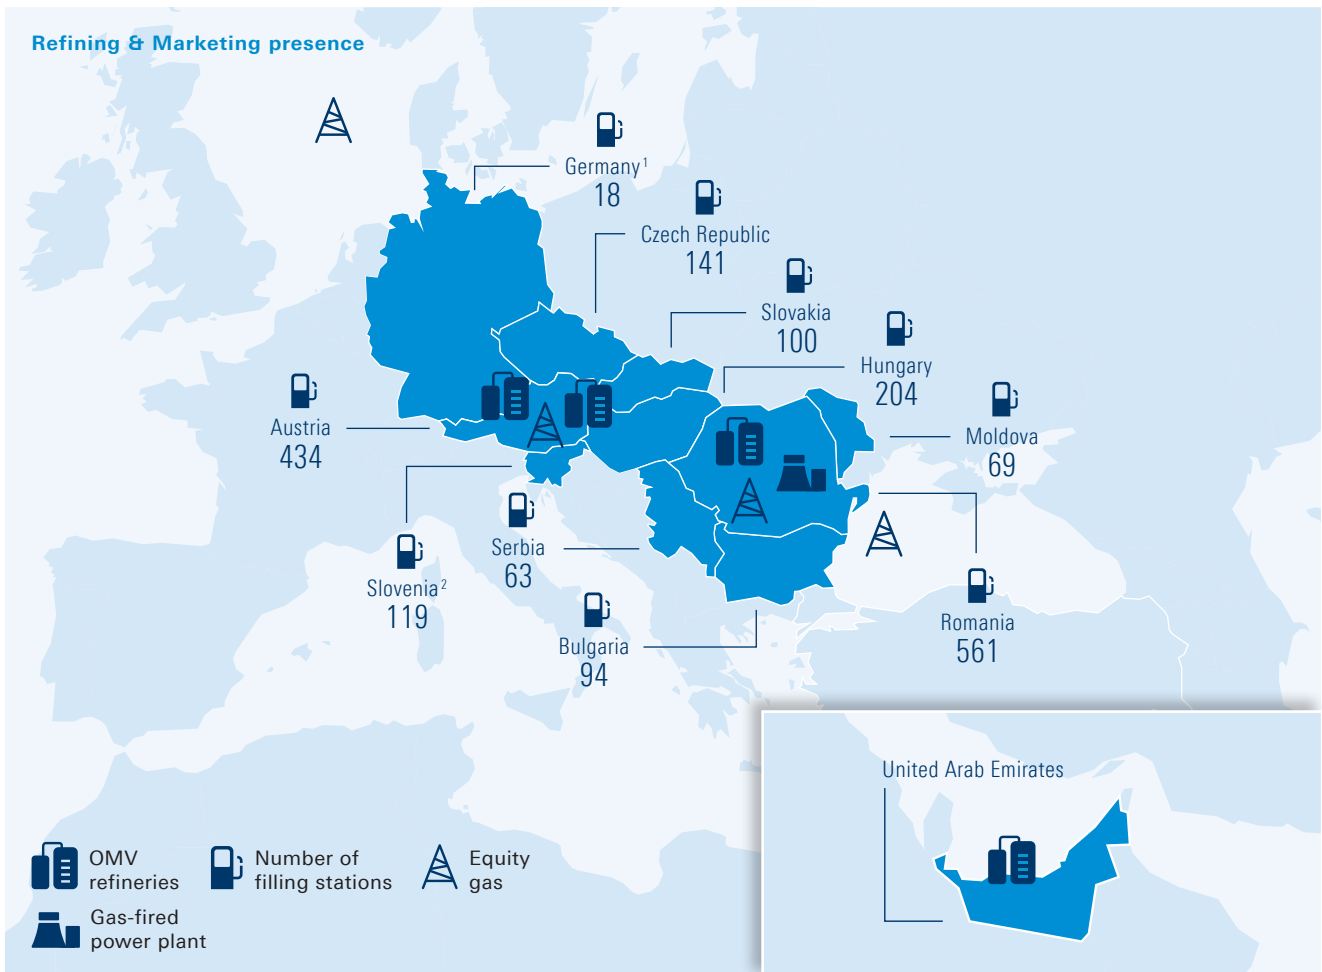 Refining & Marketing presence
Germany¹
18
Czech Republic
141
Slovakia
100
Hungary
204
Austria
434
Moldova
69
Serbia
63
Slovenia²
119
Bulgaria
94
Romania
561
United Arab Emirates
OMV
refineries
Number of
filling stations
Equity
gas
Gas-fired
power plant